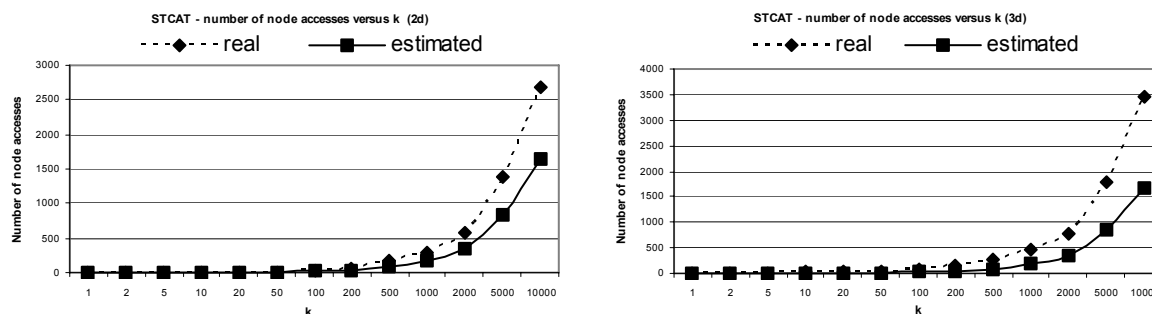 STCAT - number of node accesses versus k (2d)
real
estimated
Number of node accesses
3000
2500
2000
1500
1000
500
0
1 2 5 10 20 50 100 200 500 1000 2000 5000 10000
k
STCAT - number of node accesses versus k (3d)
real
estimated
Number of node accesses
4000
3500
3000
2500
2000
1500
1000
500
0
1 2 5 10 20 50 100 200 500 1000 2000 5000 10000
k